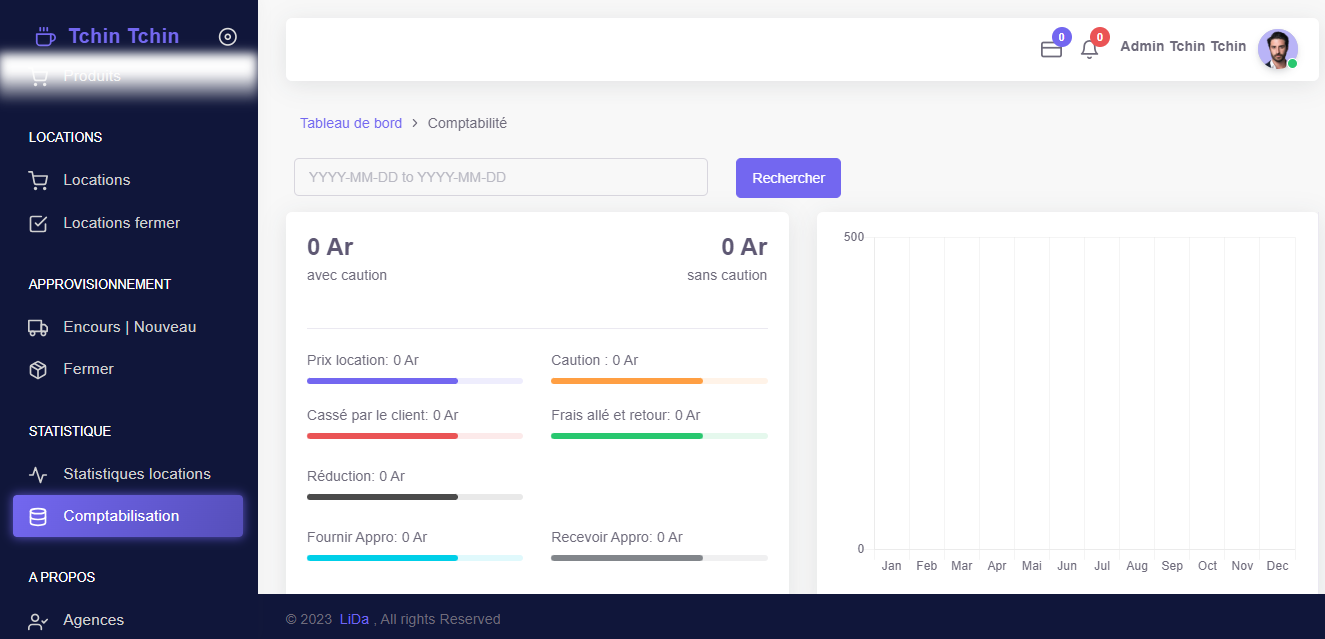 Tchin Tchin
Produits
LOCATIONS
Locations
Locations fermer
APPROVISIONNEMENT
Encours | Nouveau
Fermer
STATISTIQUE
Statistiques locations
Comptabilisation
A PROPOS
Agences
0
0
Admin Tchin Tchin
Tableau de bord > Comptabilité
YYYY-MM-DD to YYYY-MM-DD
Rechercher
0 Ar
avec caution
0 Ar
sans caution
Prix location: 0 Ar
Caution : 0 Ar
Cassé par le client: 0 Ar
Frais allé et retour: 0 Ar
Réduction: 0 Ar
Fournir Appro: 0 Ar
Recevoir Appro: 0 Ar
500
0
Jan Feb Mar Apr Mai Jun Jul Aug Sep Oct Nov Dec
© 2023 LiDa , All rights Reserved